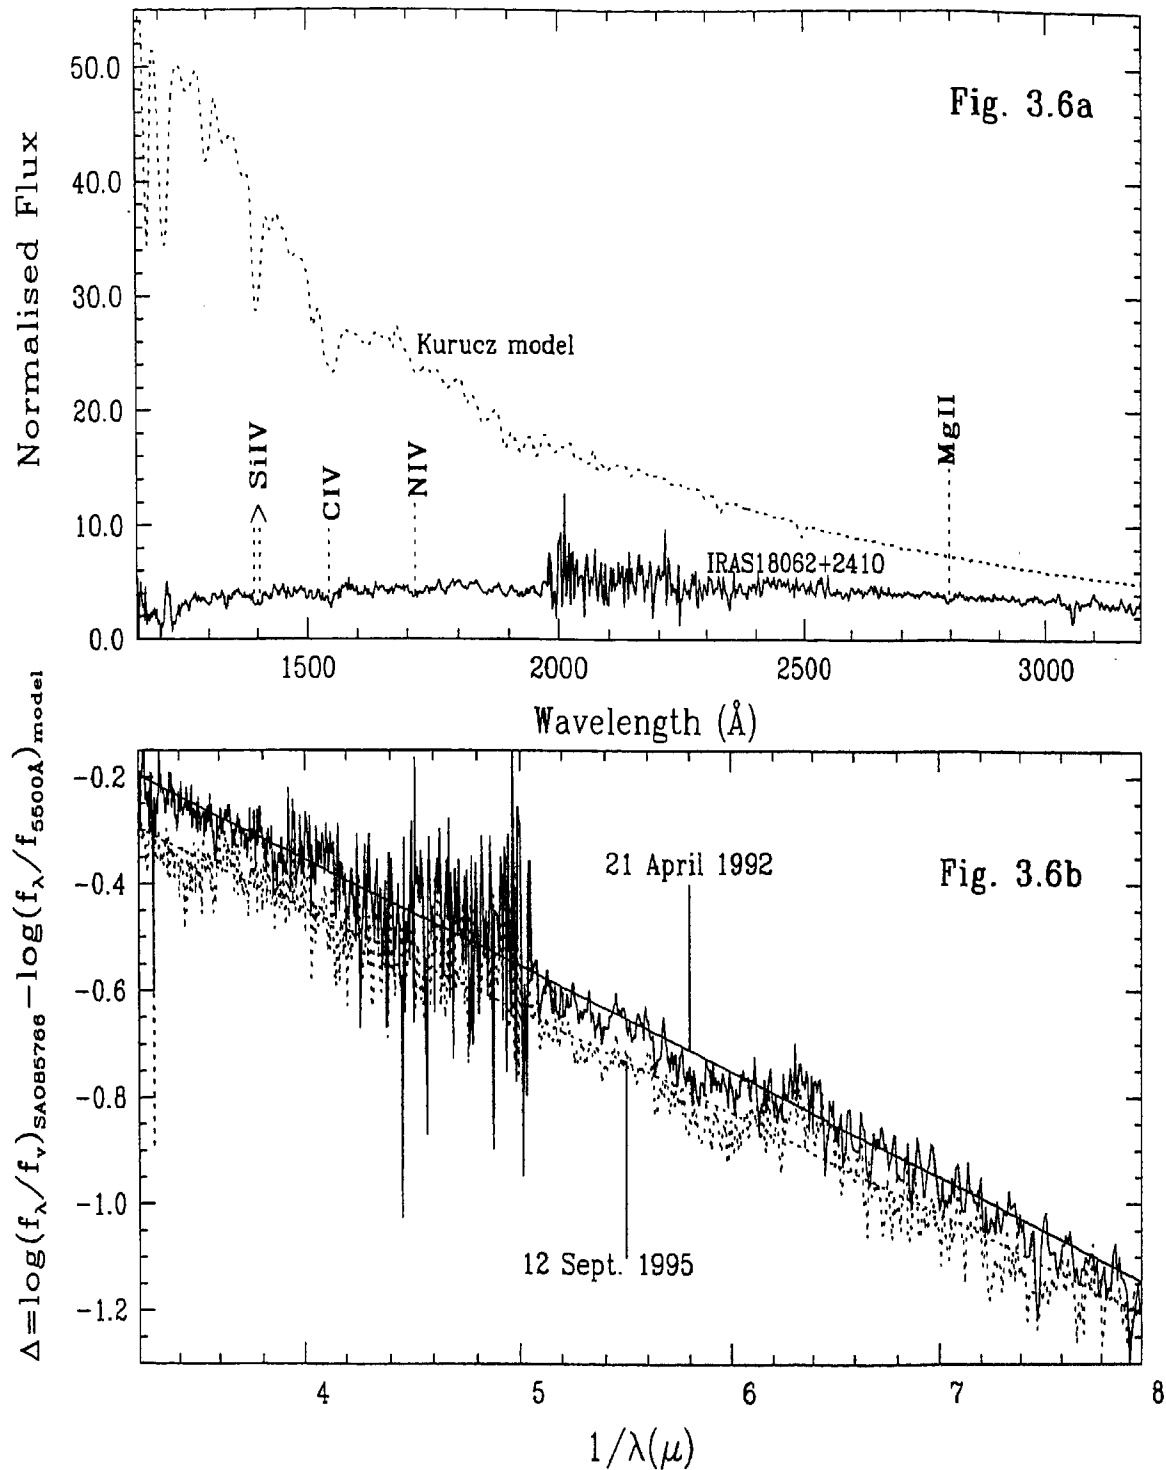 Fig. 3.6a
Normalised Flux
50.0
40.0
30.0
20.0
10.0
0.0
Kurucz model
> SiIV
CIV
NIV
MgII
IRAS18062+2410
1500
2000
2500
3000
Wavelength (Å)
Δ=log(fλ/fv)SAO85766−log(fλ/f5500Å)model
-0.2
-0.4
-0.6
-0.8
-1.0
-1.2
21 April 1992
Fig. 3.6b
12 Sept. 1995
4
5
6
7
8
1/λ(μ)